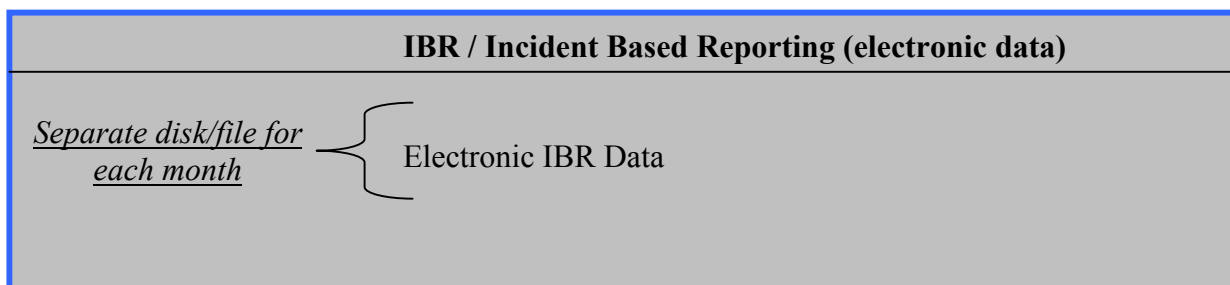 IBR / Incident Based Reporting (electronic data)
Separate disk/file for
each month
Electronic IBR Data